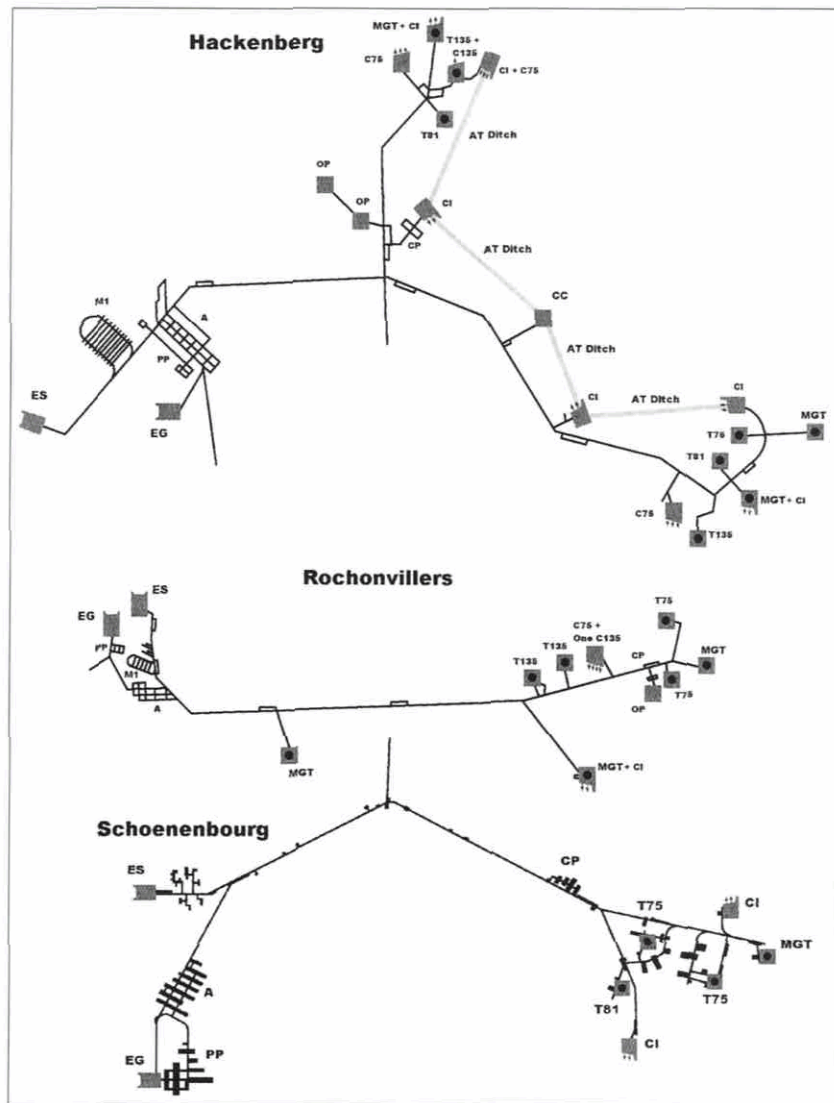 Hackenberg
MGT + CI
T135 +
C135
C75
CI + C75
T81
AT Ditch
OP
OP
CI
CP
AT Ditch
CC
M1
A
PP
AT Ditch
ES
EG
CI
AT Ditch
CI
MGT
T75
T81
MGT + CI
C75
T135
Rochonvillers
ES
EG
PP
M1
A
T75
C75 +
One C135
T135
T135
CP
MGT
T75
OP
MGT
MGT + CI
Schoenenbourg
ES
CP
T75
CI
MGT
A
T75
T81
CI
EG
PP